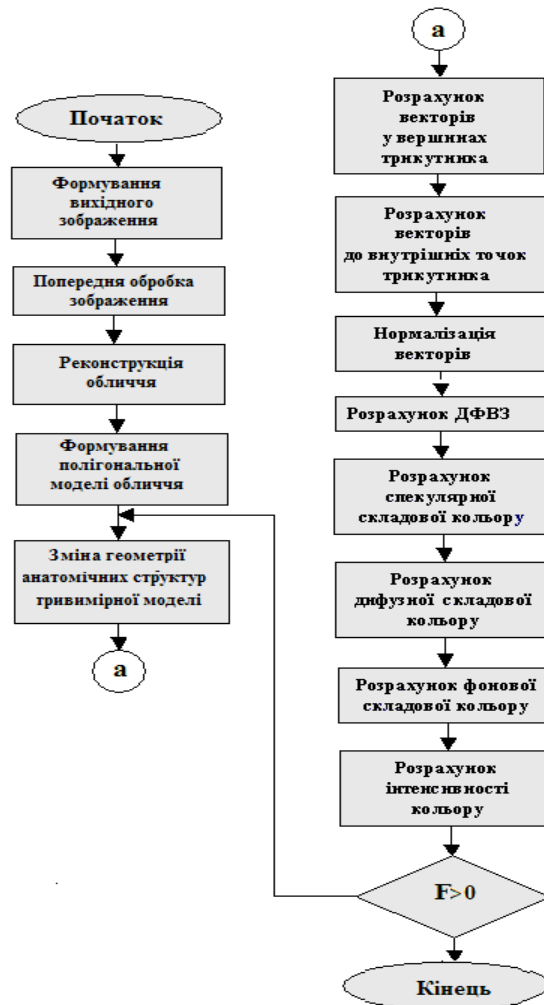 Початок
Формування
вихідного
зображення
Попередня обробка
зображення
Реконструкція
обличчя
Формування
полігональної
моделі обличчя
Зміна геометрії
анатомічних структур
тривимірної моделі
а
а
Розрахунок
векторів
у вершинах
трикутника
Розрахунок
векторів
до внутрішніх точок
трикутника
Нормалізація
векторів
Розрахунок ДФВЗ
Розрахунок
спекулярної
складової кольору
Розрахунок
дифузної складової
кольору
Розрахунок фонової
складової кольору
Розрахунок
інтенсивності
кольору
F>0
Кінець